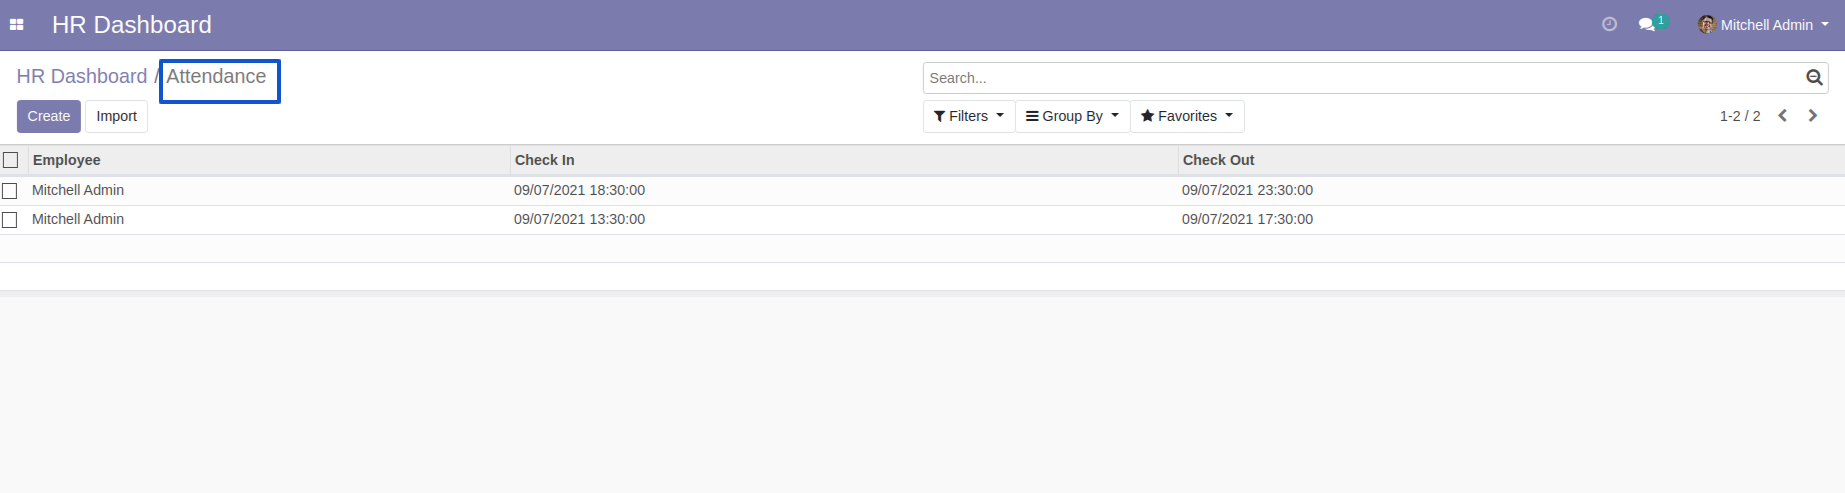 HR Dashboard
1
Mitchell Admin
HR Dashboard / Attendance
Search...
Create Import
Filters Group By Favorites
1-2 / 2
Employee Check In Check Out
Mitchell Admin 09/07/2021 18:30:00 09/07/2021 23:30:00
Mitchell Admin 09/07/2021 13:30:00 09/07/2021 17:30:00